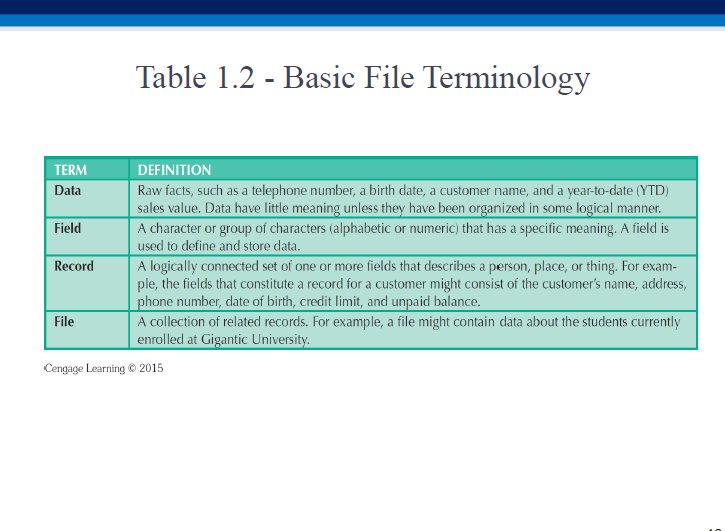 Table 1.2 - Basic File Terminology
TERM DEFINITION
Data Raw facts, such as a telephone number, a birth date, a customer name, and a year-to-date (YTD)
sales value. Data have little meaning unless they have been organized in some logical manner.
Field A character or group of characters (alphabetic or numeric) that has a specific meaning. A field is
used to define and store data.
Record A logically connected set of one or more fields that describes a person, place, or thing. For exam-
ple, the fields that constitute a record for a customer might consist of the customer's name, address,
phone number, date of birth, credit limit, and unpaid balance.
File A collection of related records. For example, a file might contain data about the students currently
enrolled at Gigantic University.
Cengage Learning © 2015